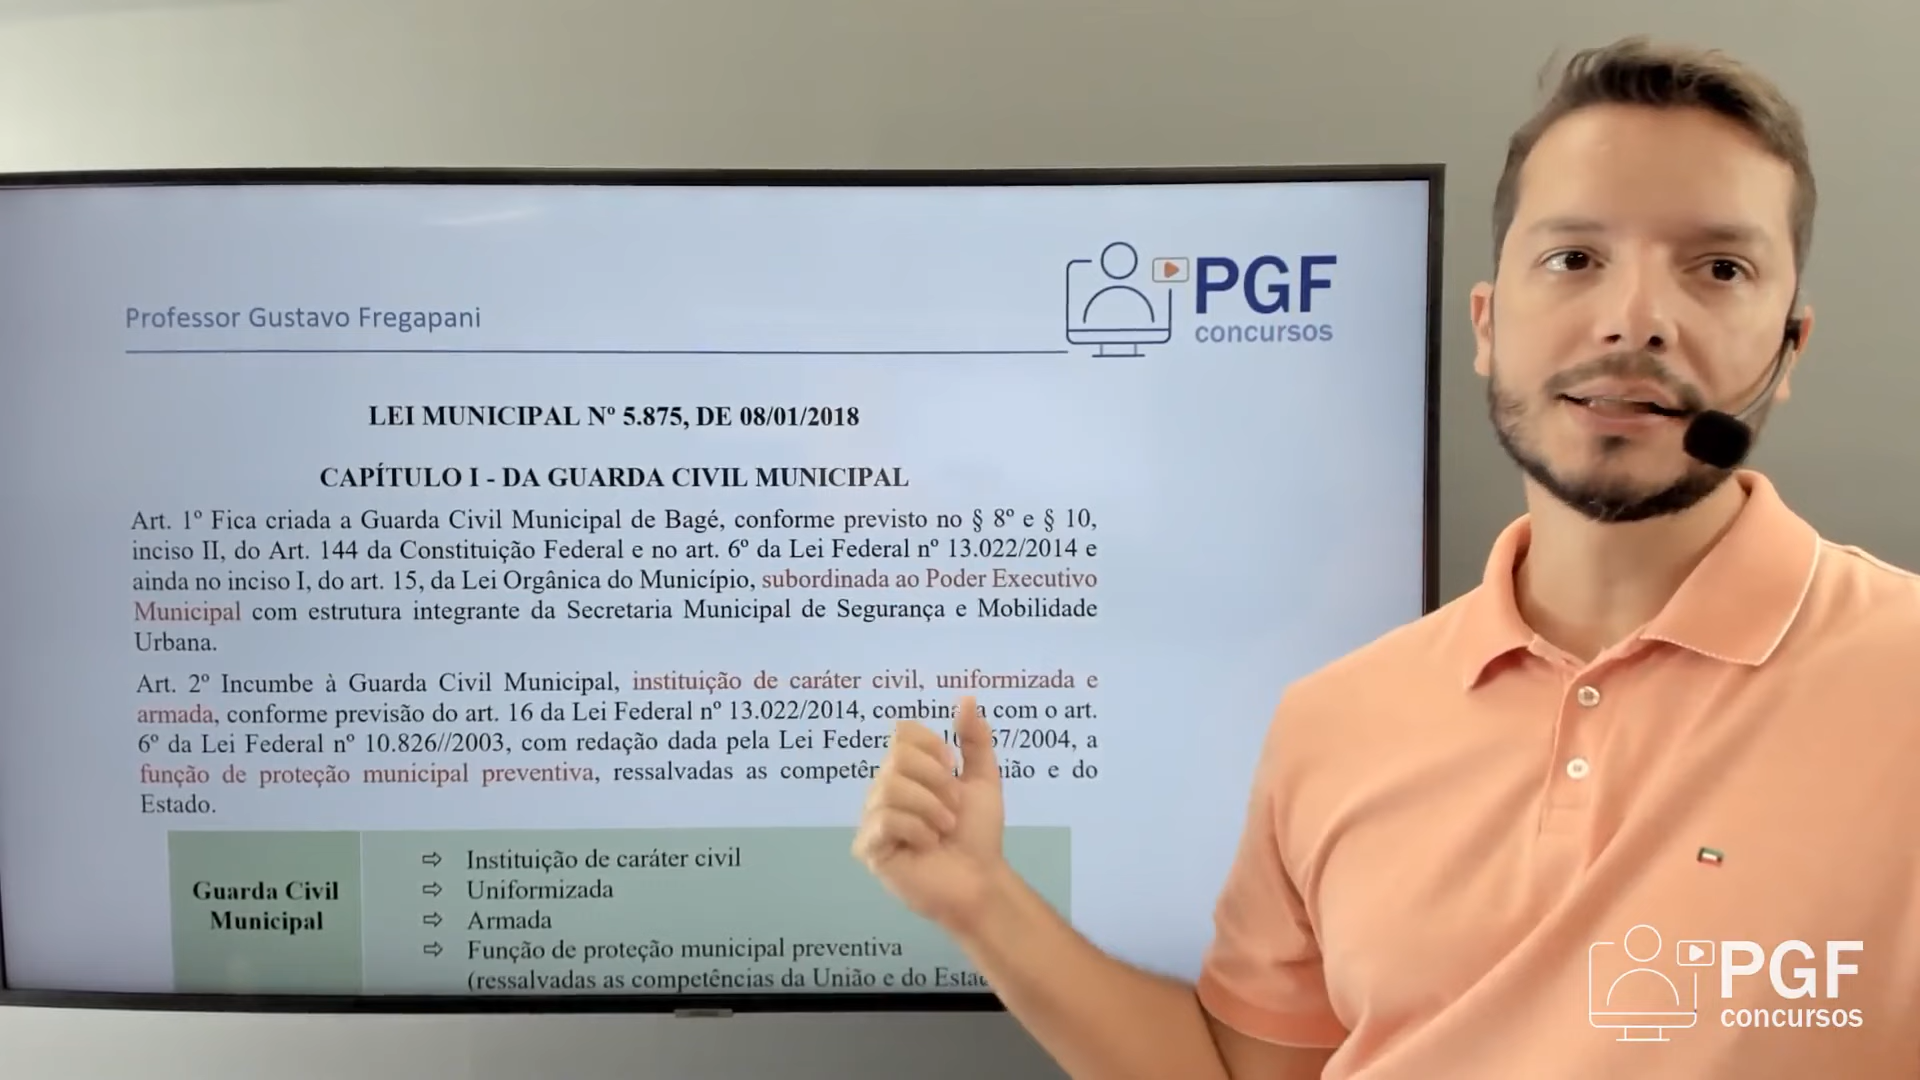 PGF
concursos
Professor Gustavo Fregapani
LEI MUNICIPAL Nº 5.875, DE 08/01/2018
CAPÍTULO I - DA GUARDA CIVIL MUNICIPAL
Art. 1º Fica criada a Guarda Civil Municipal de Bagé, conforme previsto no § 8º e § 10,
inciso II, do Art. 144 da Constituição Federal e no art. 6º da Lei Federal nº 13.022/2014 e
ainda no inciso I, do art. 15, da Lei Orgânica do Município, subordinada ao Poder Executivo
Municipal com estrutura integrante da Secretaria Municipal de Segurança e Mobilidade
Urbana.
Art. 2º Incumbe à Guarda Civil Municipal, instituição de caráter civil, uniformizada e
armada, conforme previsão do art. 16 da Lei Federal nº 13.022/2014, com o art.
6º da Lei Federal nº 10.826//2003, com redação dada pela Lei 67/2004, a
função de proteção municipal preventiva, ressalvadas as e do
Estado.
Guarda Civil
Municipal
⇨ Instituição de caráter civil
⇨ Uniformizada
⇨ Armada
⇨ Função de proteção municipal preventiva
(ressalvadas as competências da União e do
PGF
concursos